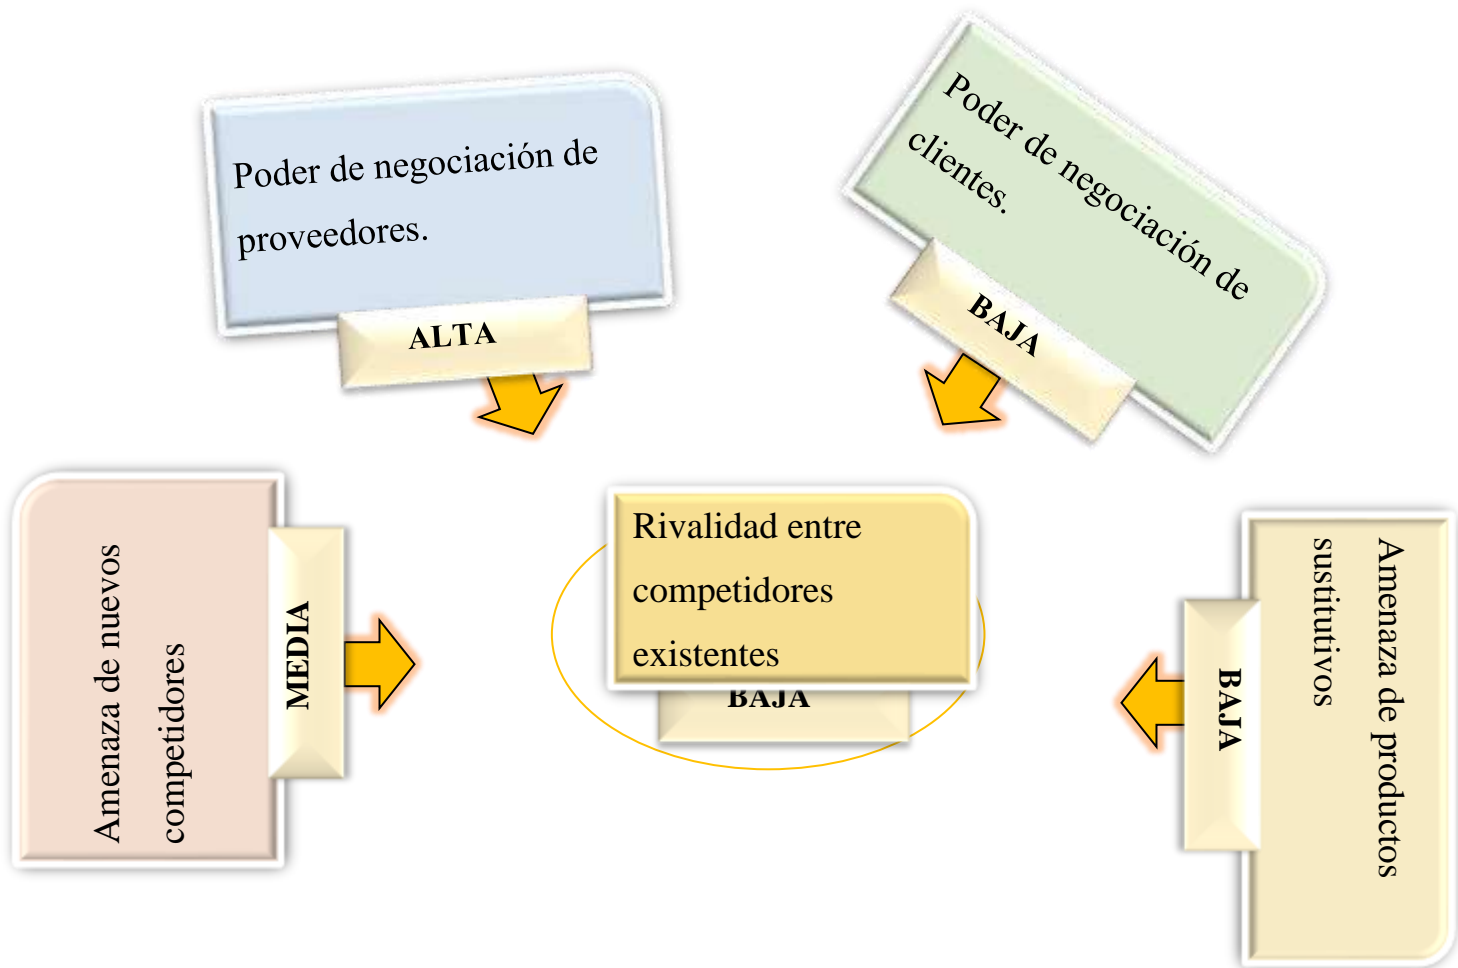 Poder de negociación de
proveedores.
ALTA
Poder de negociación de
clientes.
BAJA
Amenaza de nuevos
competidores
MEDIA
Rivalidad entre
competidores
existentes
BAJA
Amenaza de productos
sustitutivos
BAJA